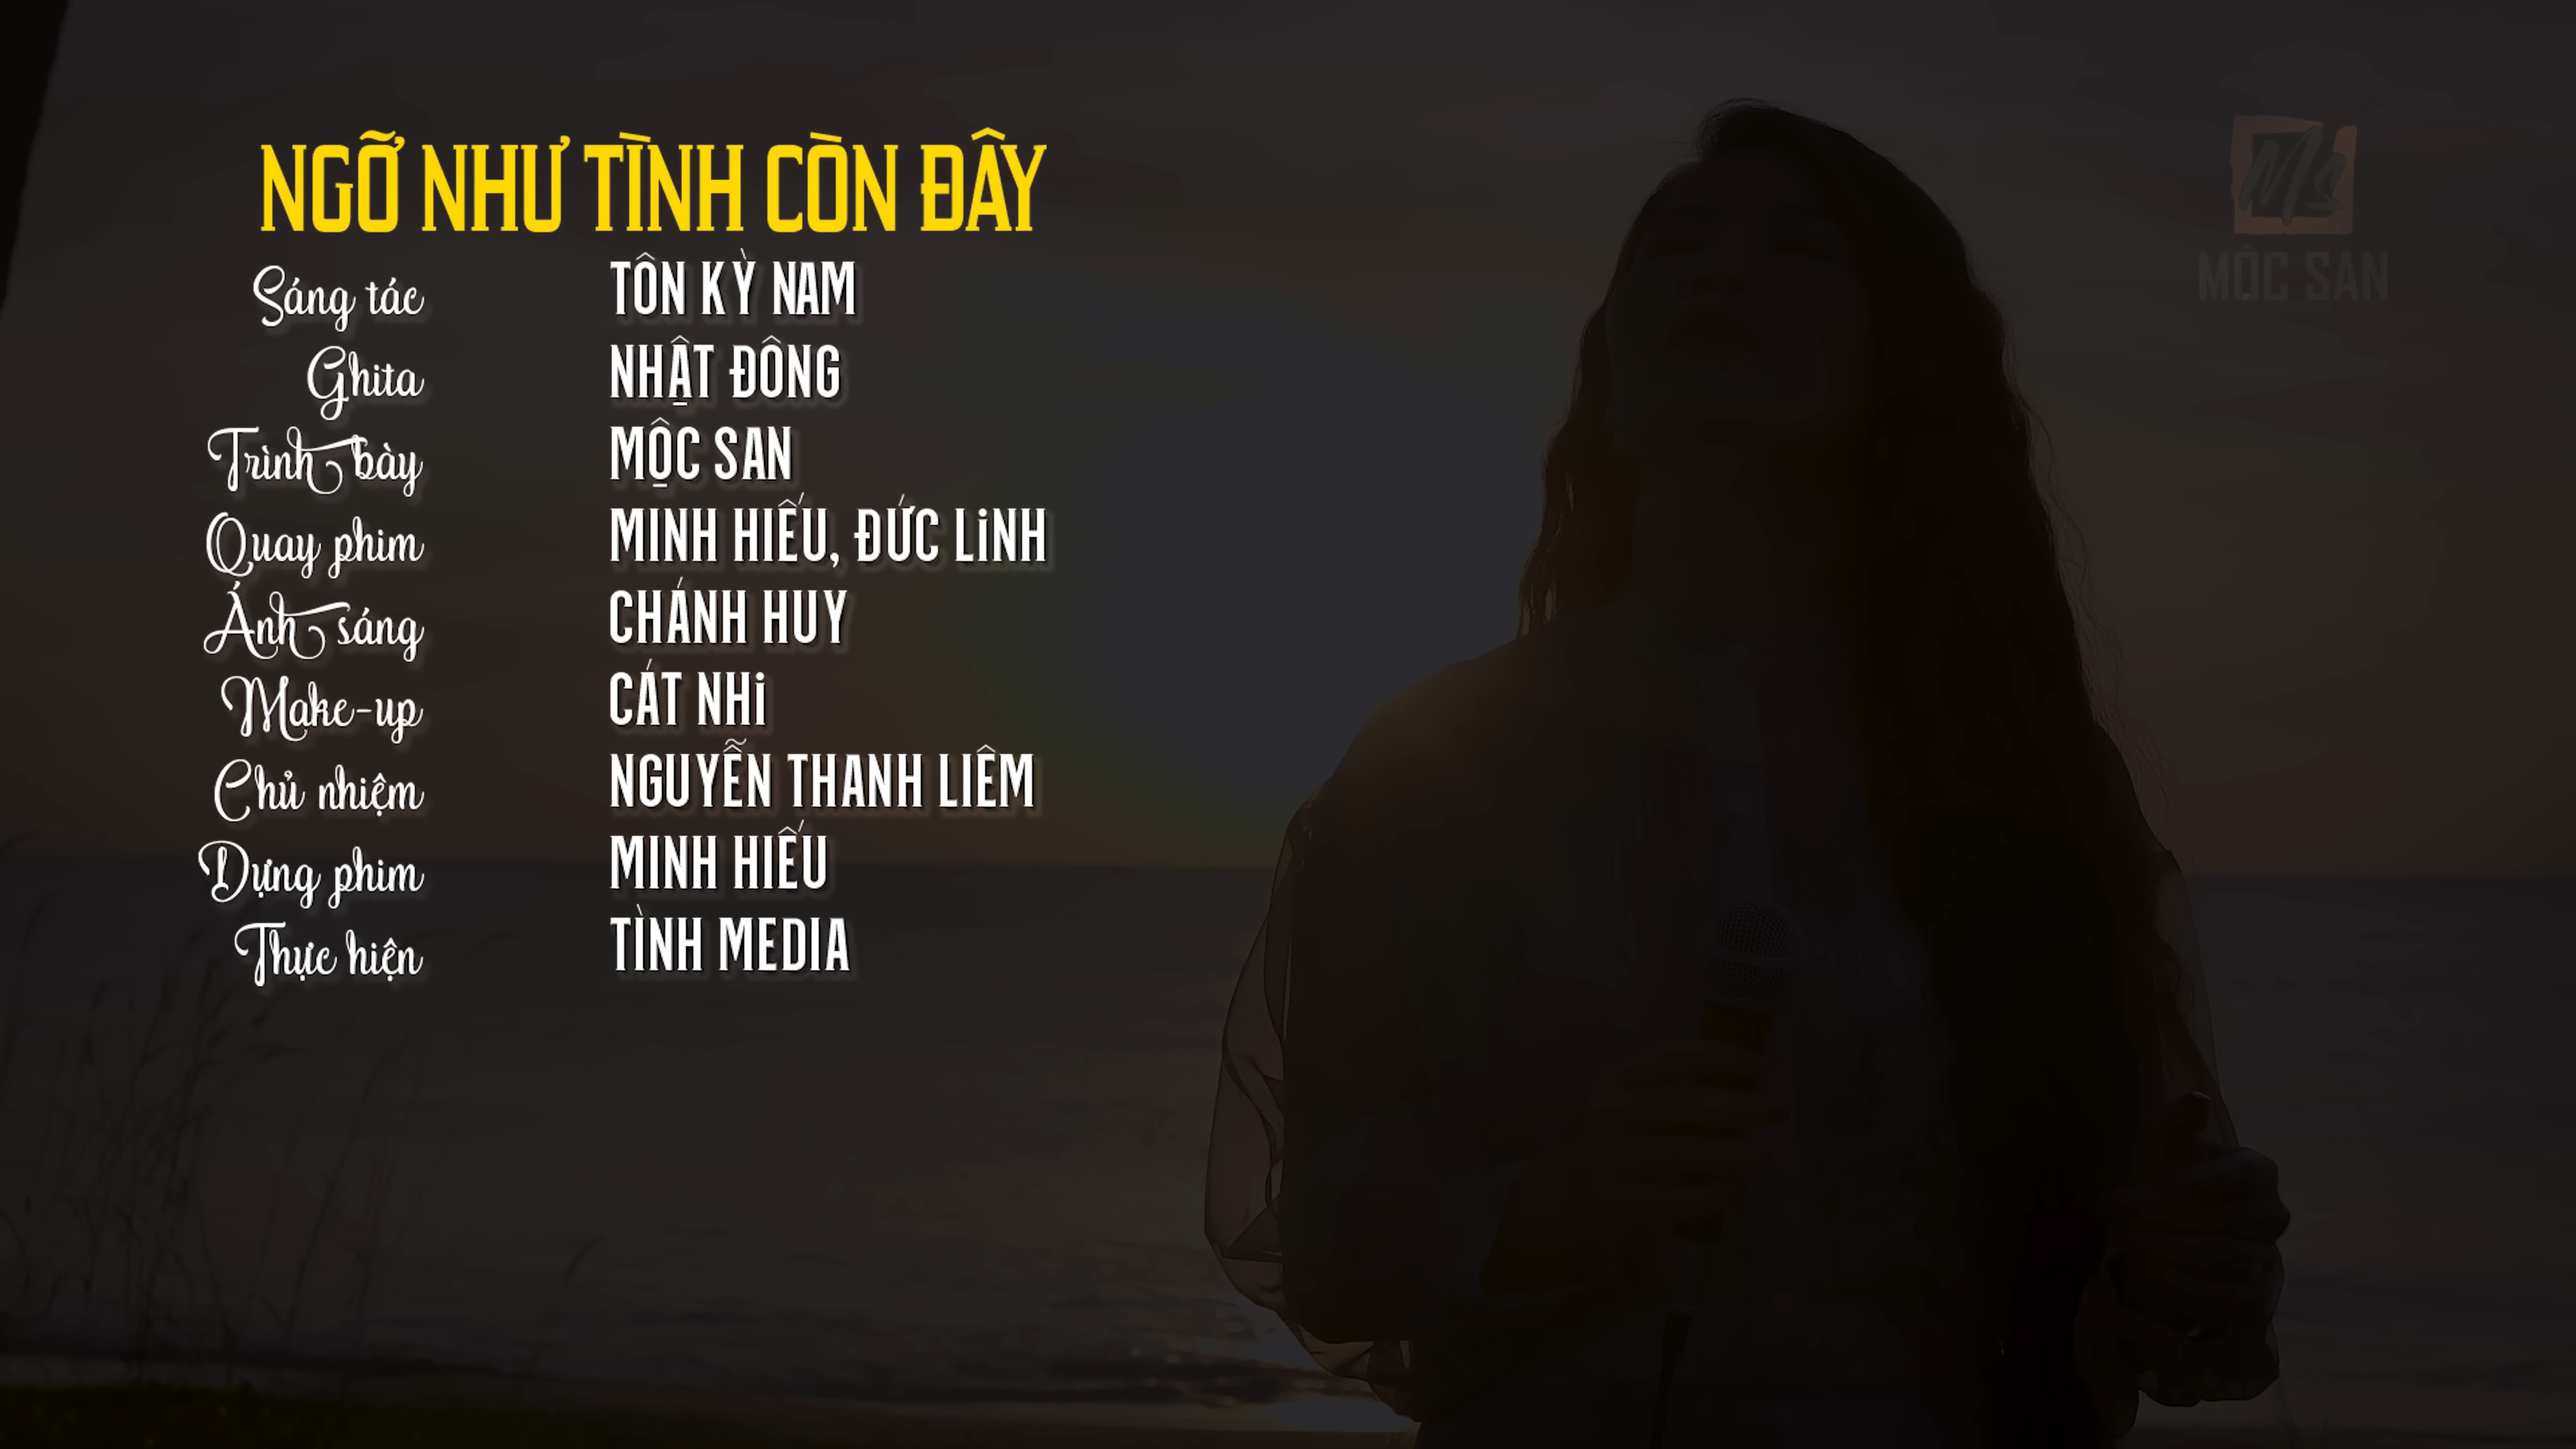 NGỠ NHƯ TÌNH CÒN ĐÂY
Sáng tác TÔN KỲ NAM
Ghita NHẬT ĐÔNG
Trình bày MỘC SAN
Quay phim MINH HIẾU, ĐỨC LiNH
Ánh sáng CHÁNH HUY
Make-up CÁT NHi
Chủ nhiệm NGUYỄN THANH LIÊM
Dựng phim MINH HIẾU
Thực hiện TÌNH MEDIA
Ms
MỘC SAN